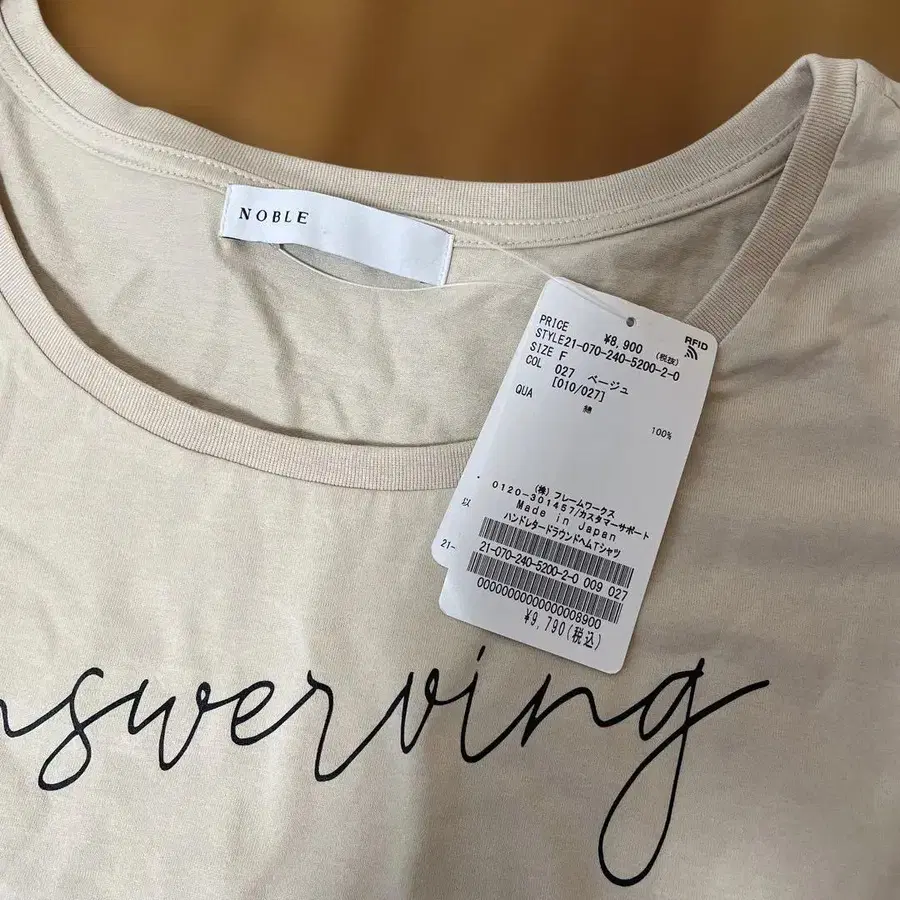 NOBLE
RFID
PRICE ¥8,900 (税抜)
STYLE21-070-240-5200-2-0
SIZE F
COL 027 ベージュ
[010/027]
QUA 綿 100%
(株)フレームワークス
0120-301457/カスタマーサポート
Made in Japan
ハンドレタードラウンドヘムTシャツ
21-070-240-5200-2-0 009 027
0000000000000008900
¥9,790(税込)
以
21-
nswerving